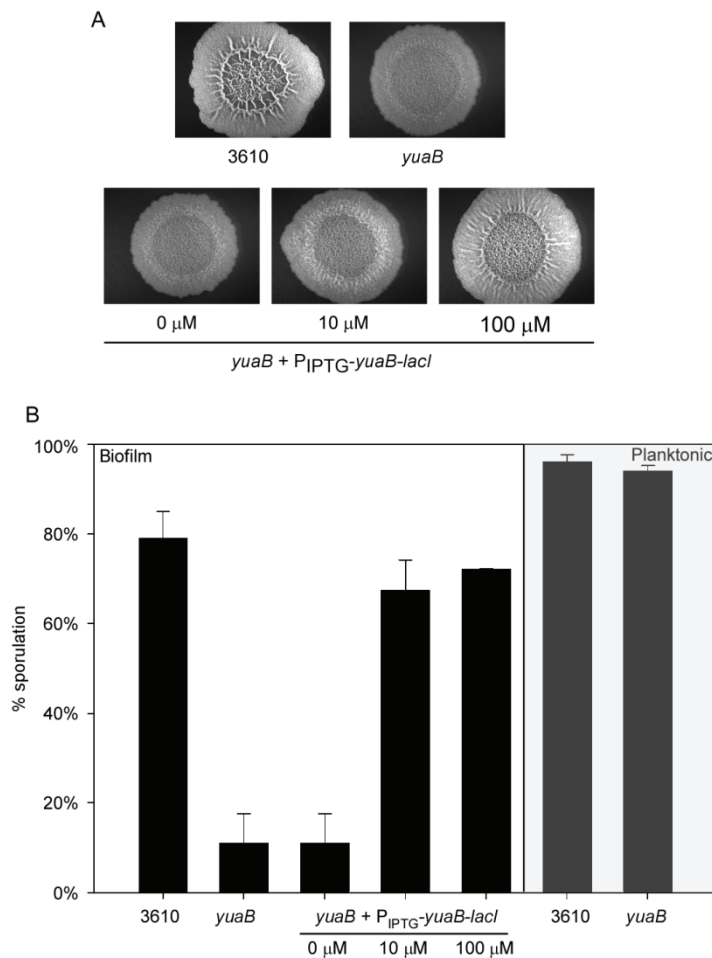 A
3610 yuaB
0 μM 10 μM 100 μM
yuaB + PIPTG-yuaB-lacI
B
100%
80%
60%
40%
20%
0%
% sporulation
Biofilm
Planktonic
3610 yuaB yuaB + PIPTG-yuaB-lacI 3610 yuaB
0 μM 10 μM 100 μM